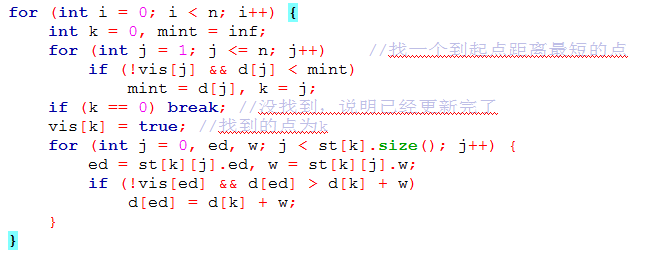 for (int i = 0; i < n; i++) {
    int k = 0, mint = inf;
    for (int j = 1; j <= n; j++)    //找一个到起点距离最短的点
        if (!vis[j] && d[j] < mint)
            mint = d[j], k = j;
    if (k == 0) break; //没找到，说明已经更新完了
    vis[k] = true; //找到的点为k
    for (int j = 0, ed, w; j < st[k].size(); j++) {
        ed = st[k][j].ed, w = st[k][j].w;
        if (!vis[ed] && d[ed] > d[k] + w)
            d[ed] = d[k] + w;
    }
}